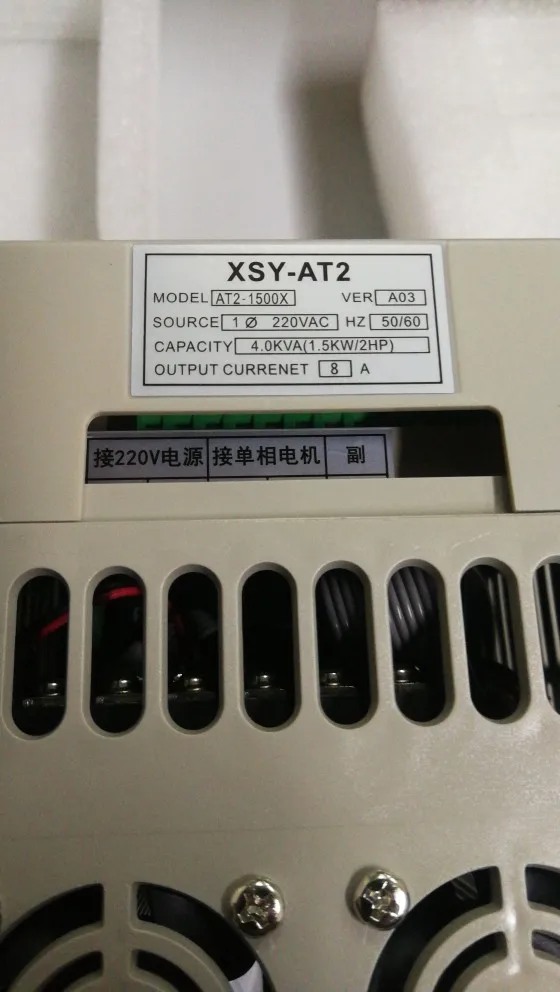 XSY-AT2
MODEL AT2-1500X VER A03
SOURCE 1 Ø 220VAC HZ 50/60
CAPACITY 4.0KVA(1.5KW/2HP)
OUTPUT CURRENET 8 A
接220V电源 接单相电机 副